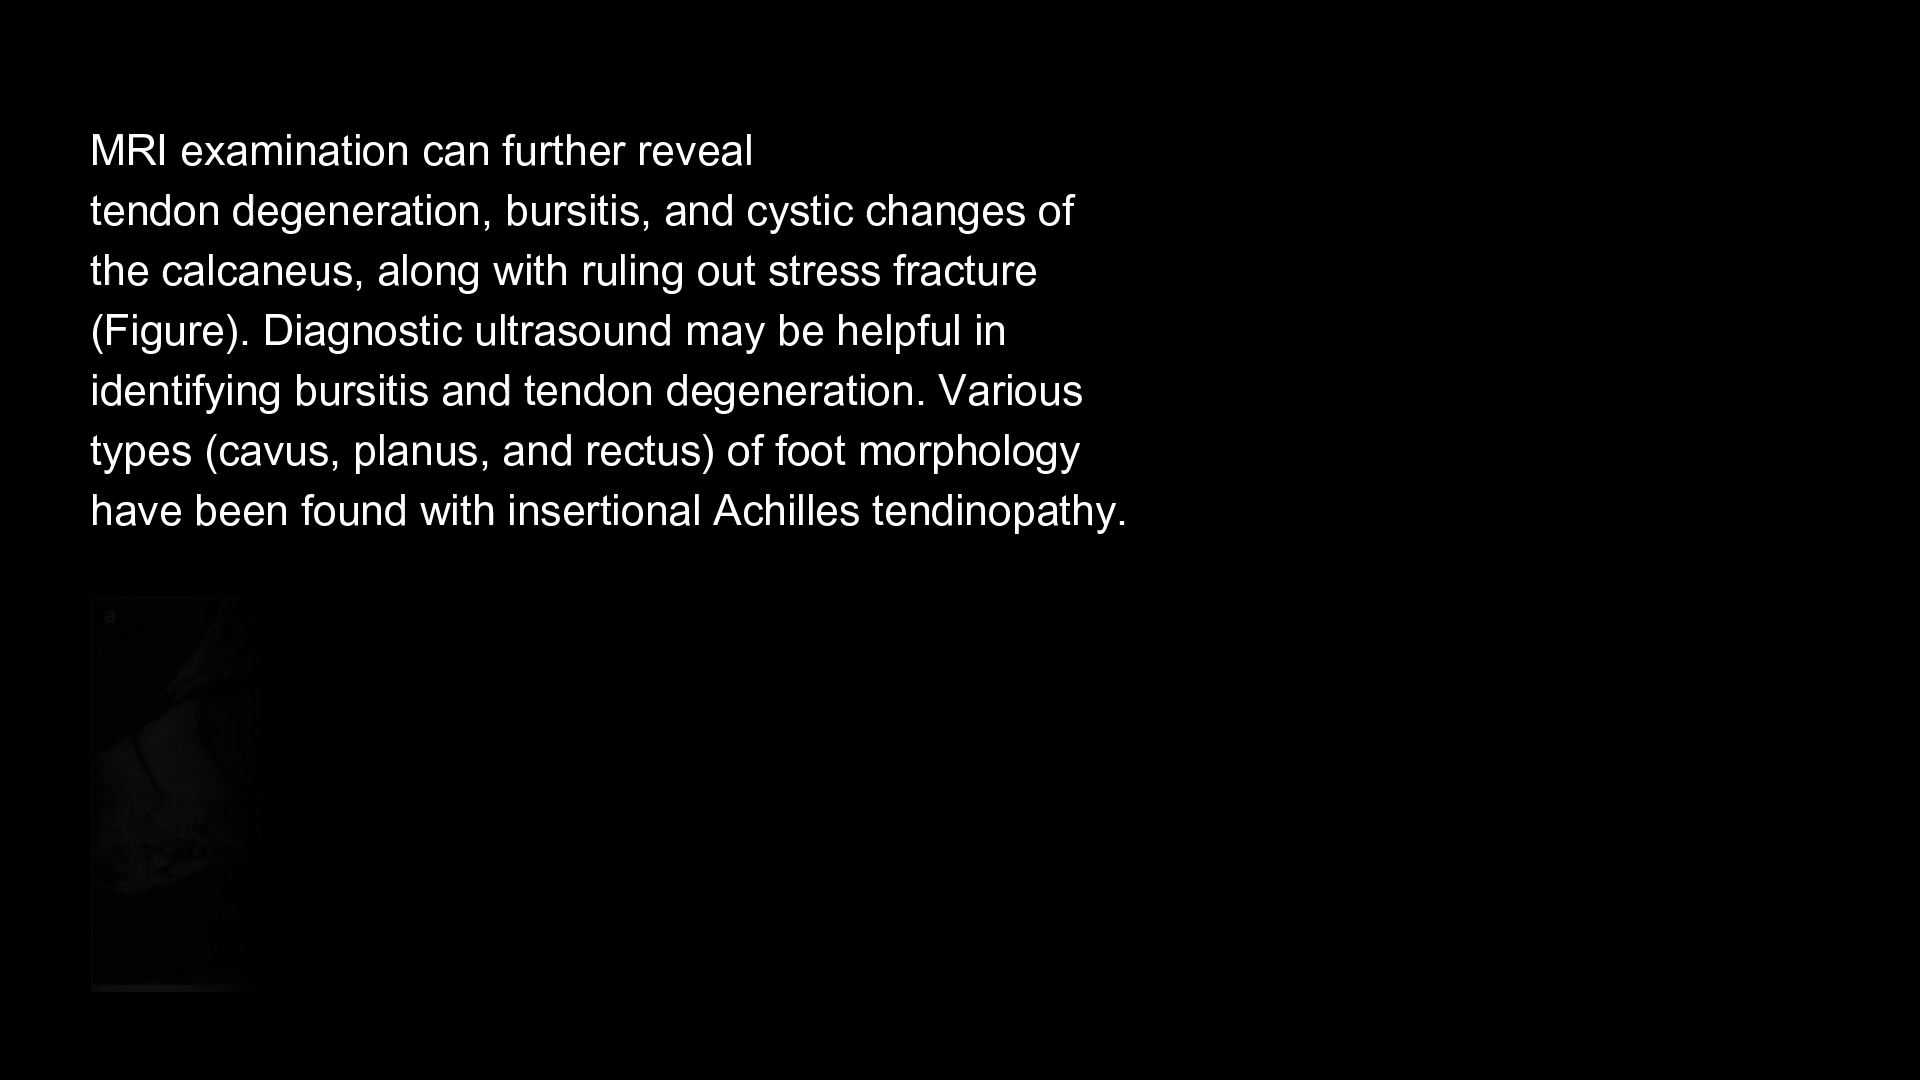 MRI examination can further reveal
tendon degeneration, bursitis, and cystic changes of
the calcaneus, along with ruling out stress fracture
(Figure). Diagnostic ultrasound may be helpful in
identifying bursitis and tendon degeneration. Various
types (cavus, planus, and rectus) of foot morphology
have been found with insertional Achilles tendinopathy.
a